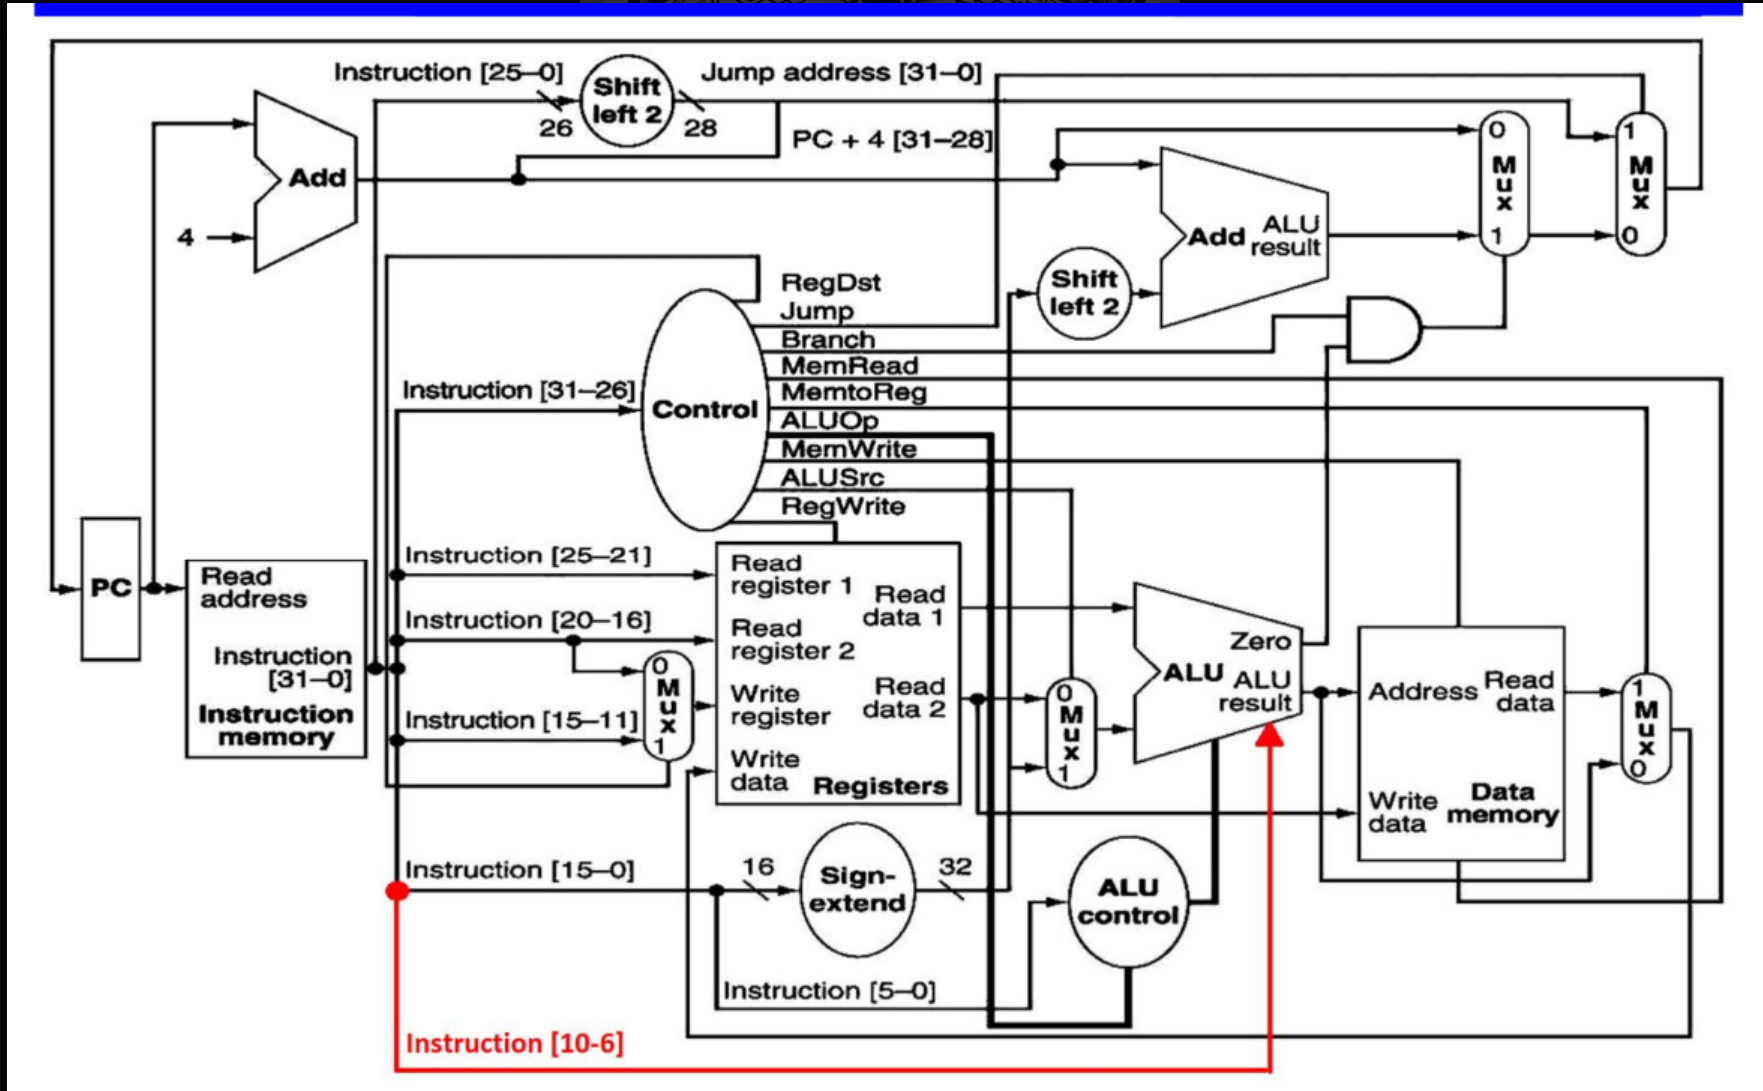 Instruction [25–0]
Shift
left 2
Jump address [31–0]
26
28
PC + 4 [31–28]
Add
4
0
M
u
x
1
1
M
u
x
0
Add
ALU
result
Shift
left 2
RegDst
Jump
Branch
MemRead
MemtoReg
ALUOp
MemWrite
ALUSrc
RegWrite
Instruction [31–26]
Control
PC
Read
address
Instruction
[31–0]
Instruction
memory
Instruction [25–21]
Instruction [20–16]
Instruction [15–11]
0
M
u
x
1
Read
register 1
Read
register 2
Write
register
Write
data
Read
data 1
Read
data 2
Registers
0
M
u
x
1
Zero
ALU
ALU
result
Address
Read
data
Write
data
Data
memory
1
M
u
x
0
Instruction [15–0]
16
Sign-
extend
32
ALU
control
Instruction [5–0]
Instruction [10-6]